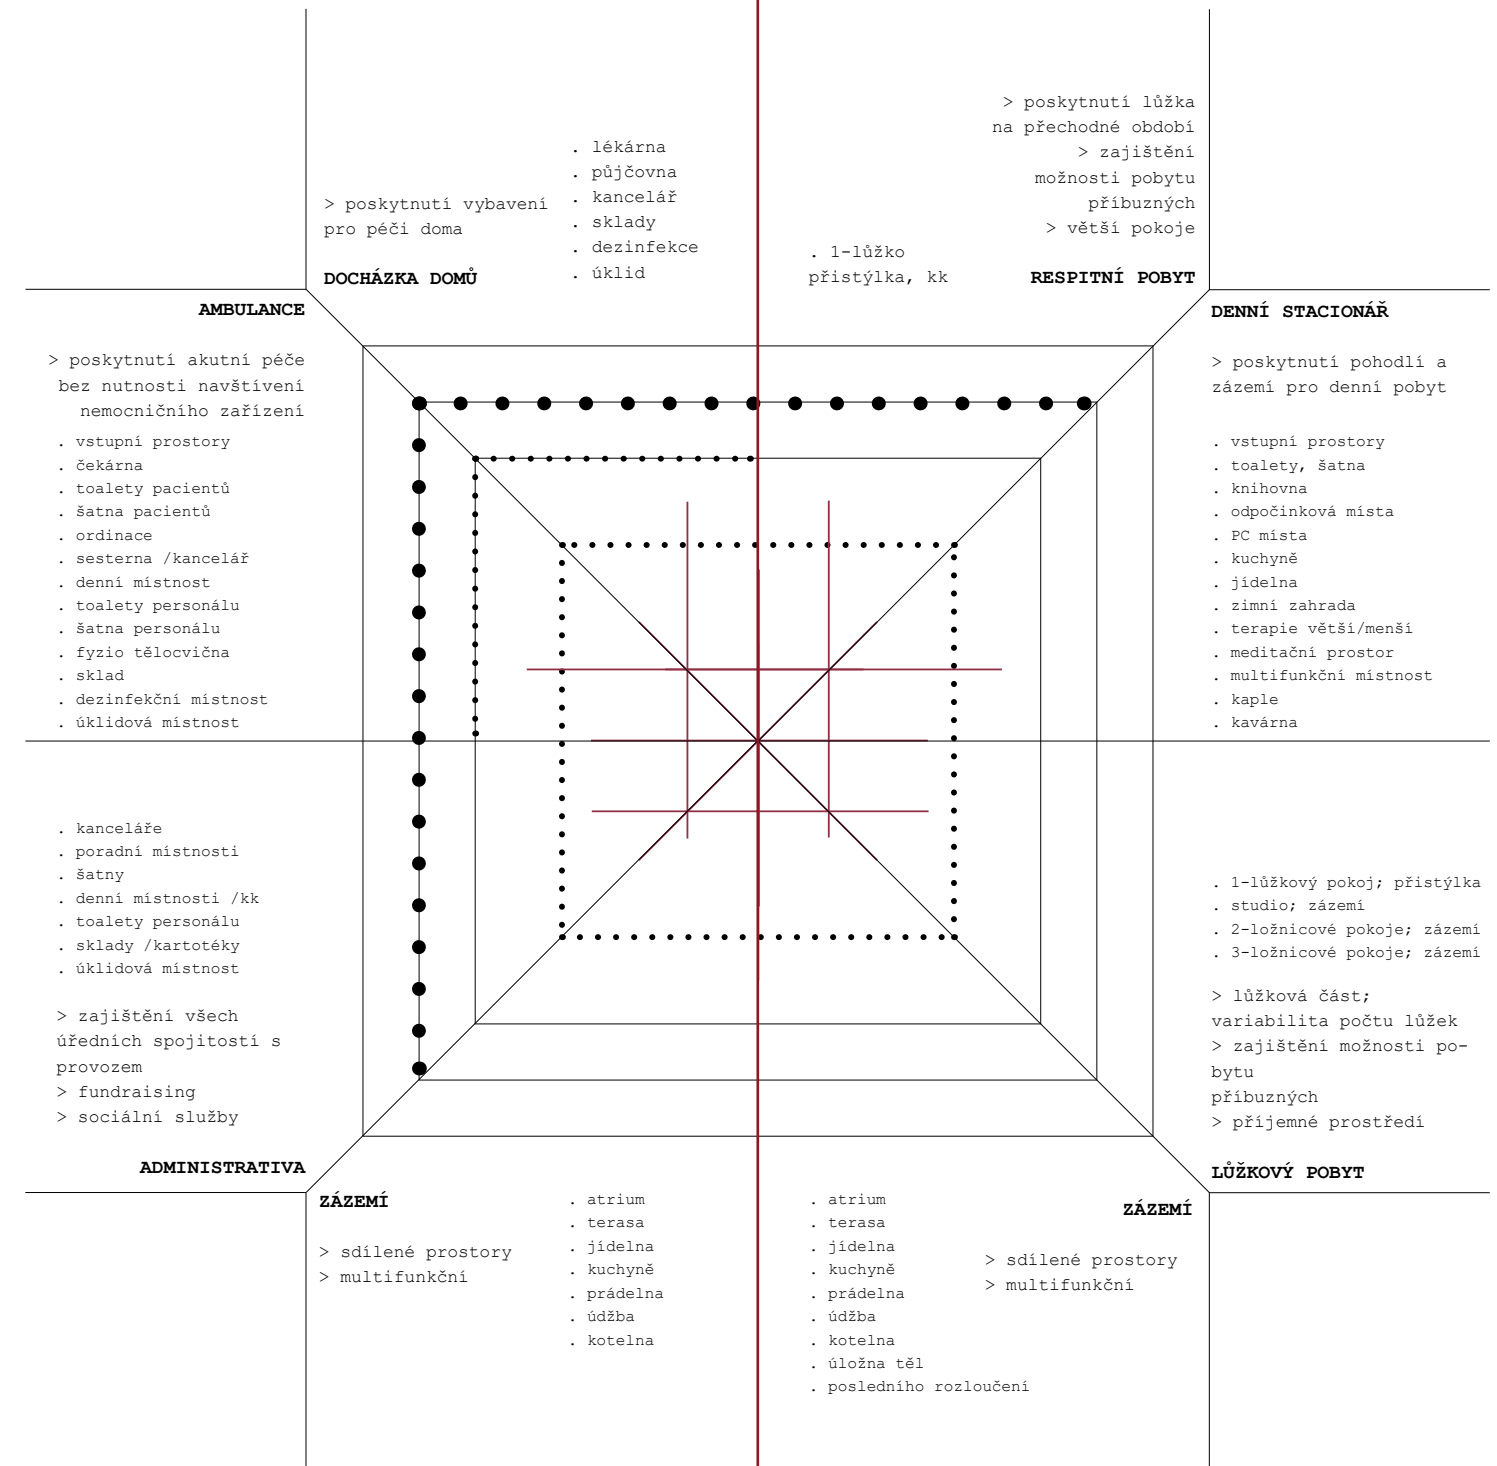 > poskytnutí vybavení
pro péči doma
DOCHÁZKA DOMŮ
. lékárna
. půjčovna
. kancelář
. sklady
. dezinfekce
. úklid
. 1-lůžko
přistýlka, kk
> poskytnutí lůžka
na přechodné období
> zajištění
možnosti pobytu
příbuzných
> větší pokoje
RESPITNÍ POBYT
AMBULANCE
> poskytnutí akutní péče
bez nutnosti navštívení
nemocničního zařízení
. vstupní prostory
. čekárna
. toalety pacientů
. šatna pacientů
. ordinace
. sesterna /kancelář
. denní místnost
. toalety personálu
. šatna personálu
. fyzio tělocvična
. sklad
. dezinfekční místnost
. úklidová místnost
DENNÍ STACIONÁŘ
> poskytnutí pohodlí a
zázemí pro denní pobyt
. vstupní prostory
. toalety, šatna
. knihovna
. odpočinková místa
. PC místa
. kuchyně
. jídelna
. zimní zahrada
. terapie větší/menší
. meditační prostor
. multifunkční místnost
. kaple
. kavárna
. kanceláře
. poradní místnosti
. šatny
. denní místnosti /kk
. toalety personálu
. sklady /kartotéky
. úklidová místnost
> zajištění všech
úředních spojitostí s
provozem
> fundraising
> sociální služby
ADMINISTRATIVA
. 1-lůžkový pokoj; přistýlka
. studio; zázemí
. 2-ložnicové pokoje; zázemí
. 3-ložnicové pokoje; zázemí
> lůžková část;
variabilita počtu lůžek
> zajištění možnosti po-
bytu
příbuzných
> příjemné prostředí
LŮŽKOVÝ POBYT
ZÁZEMÍ
> sdílené prostory
> multifunkční
. atrium
. terasa
. jídelna
. kuchyně
. prádelna
. údžba
. kotelna
. atrium
. terasa
. jídelna
. kuchyně
. prádelna
. údžba
. kotelna
. úložna těl
. posledního rozloučení
ZÁZEMÍ
> sdílené prostory
> multifunkční